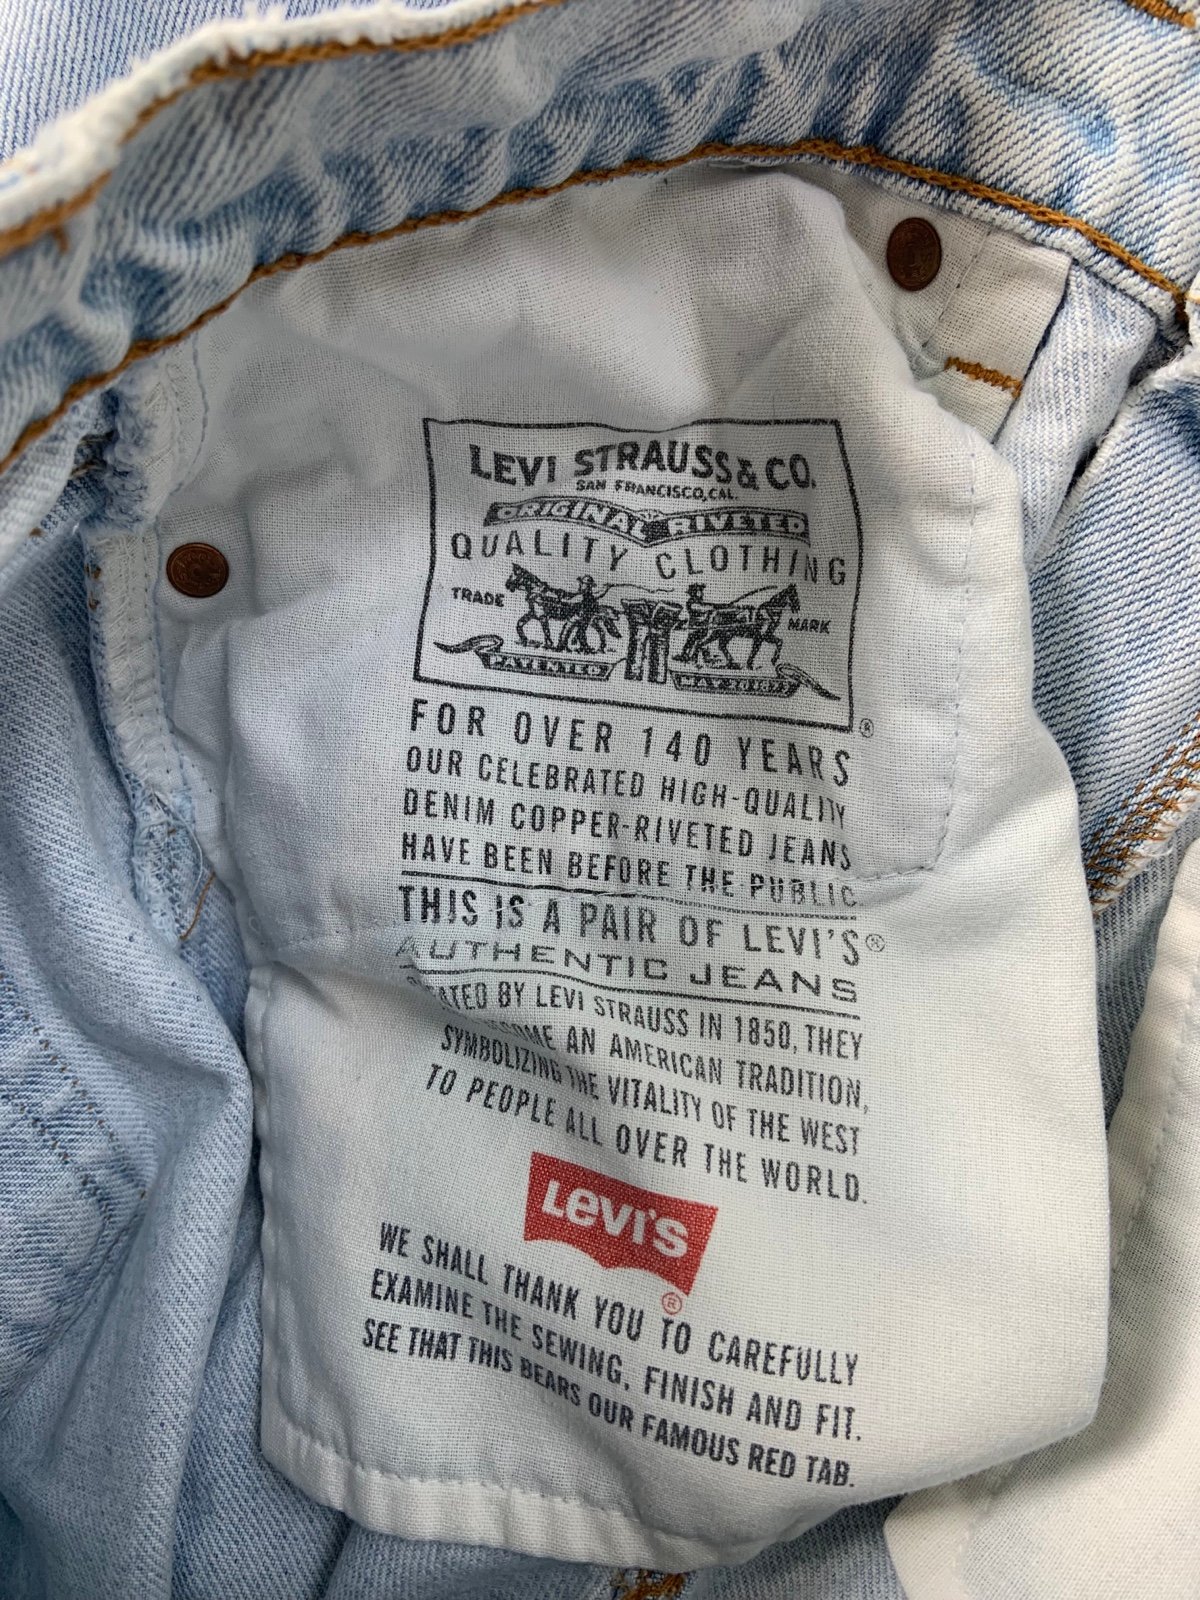 LEVI STRAUSS & CO.
SAN FRANCISCO, CAL.
ORIGINAL RIVETED
QUALITY CLOTHING
TRADE MARK
PATENTED MAY 20 1873
®
FOR OVER 140 YEARS
OUR CELEBRATED HIGH-QUALITY
DENIM COPPER-RIVETED JEANS
HAVE BEEN BEFORE THE PUBLIC
THIS IS A PAIR OF LEVI'S®
AUTHENTIC JEANS
BY LEVI STRAUSS IN 1850, THEY
AN AMERICAN TRADITION,
SYMBOLIZING THE VITALITY OF THE WEST
TO PEOPLE ALL OVER THE WORLD.
Levi's
®
WE SHALL THANK YOU TO CAREFULLY
EXAMINE THE SEWING, FINISH AND FIT.
SEE THAT THIS BEARS OUR FAMOUS RED TAB.